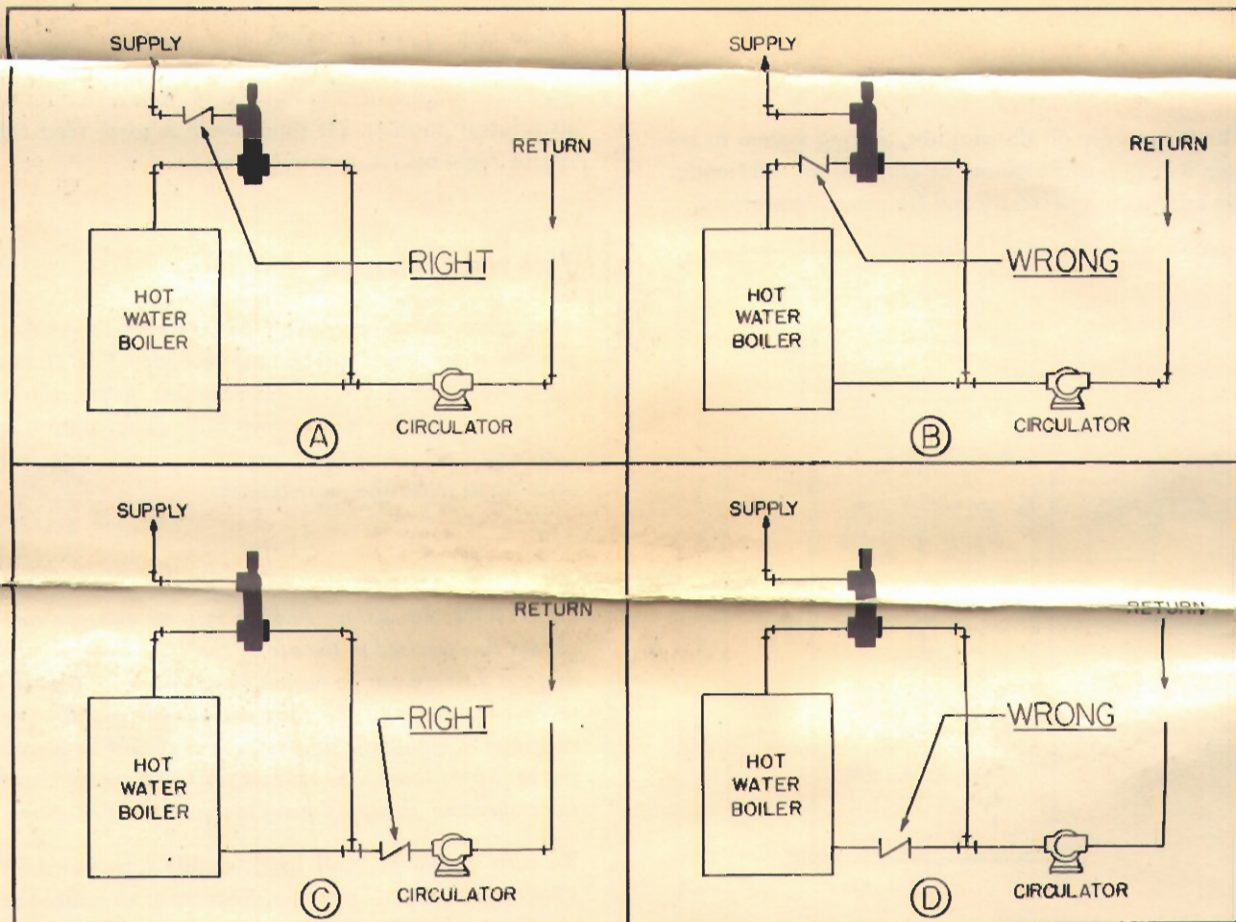 SUPPLY
RETURN
RIGHT
HOT
WATER
BOILER
CIRCULATOR
A
SUPPLY
RETURN
WRONG
HOT
WATER
BOILER
CIRCULATOR
B
SUPPLY
RETURN
RIGHT
HOT
WATER
BOILER
CIRCULATOR
C
SUPPLY
RETURN
WRONG
HOT
WATER
BOILER
CIRCULATOR
D